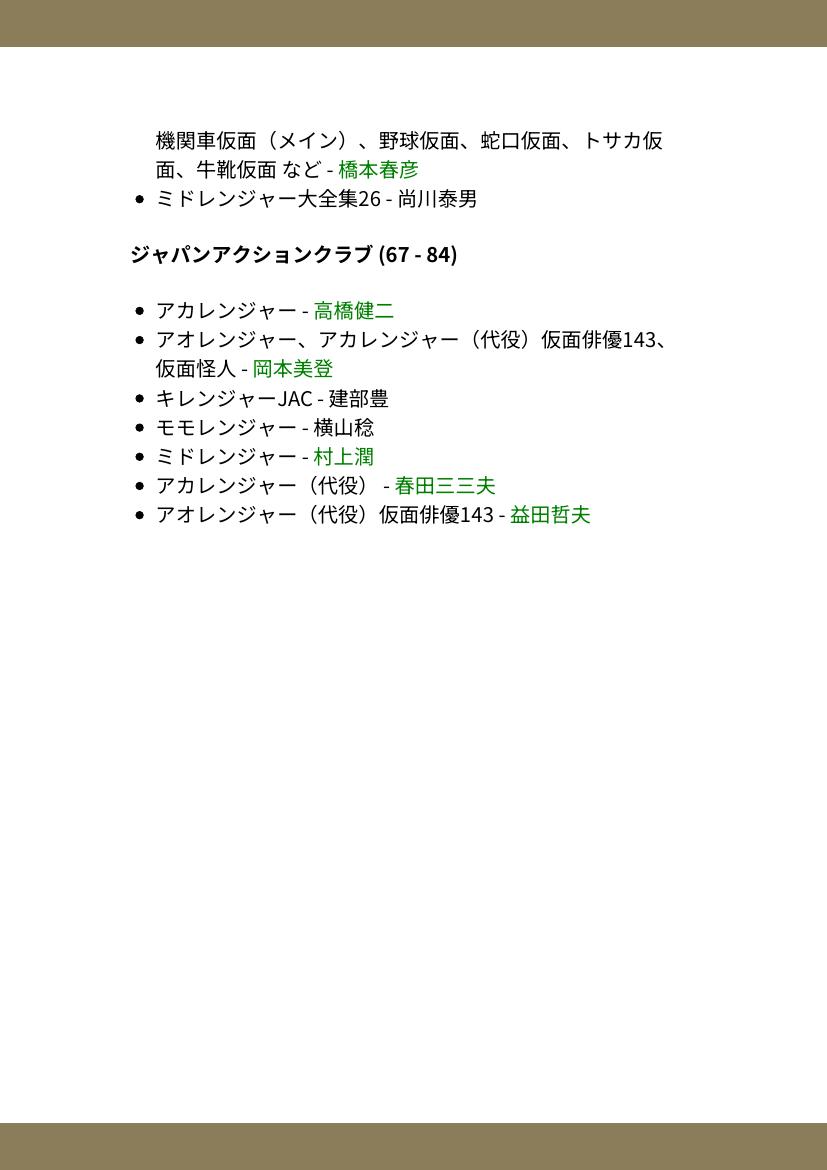 機関車仮面（メイン）、野球仮面、蛇口仮面、トサカ仮
面、牛靴仮面 など - 橋本春彦
• ミドレンジャー大全集26 - 尚川泰男
ジャパンアクションクラブ (67 - 84)
• アカレンジャー - 高橋健二
• アオレンジャー、アカレンジャー（代役）仮面俳優143、
仮面怪人 - 岡本美登
• キレンジャーJAC - 建部豊
• モモレンジャー - 横山稔
• ミドレンジャー - 村上潤
• アカレンジャー（代役） - 春田三三夫
• アオレンジャー（代役）仮面俳優143 - 益田哲夫